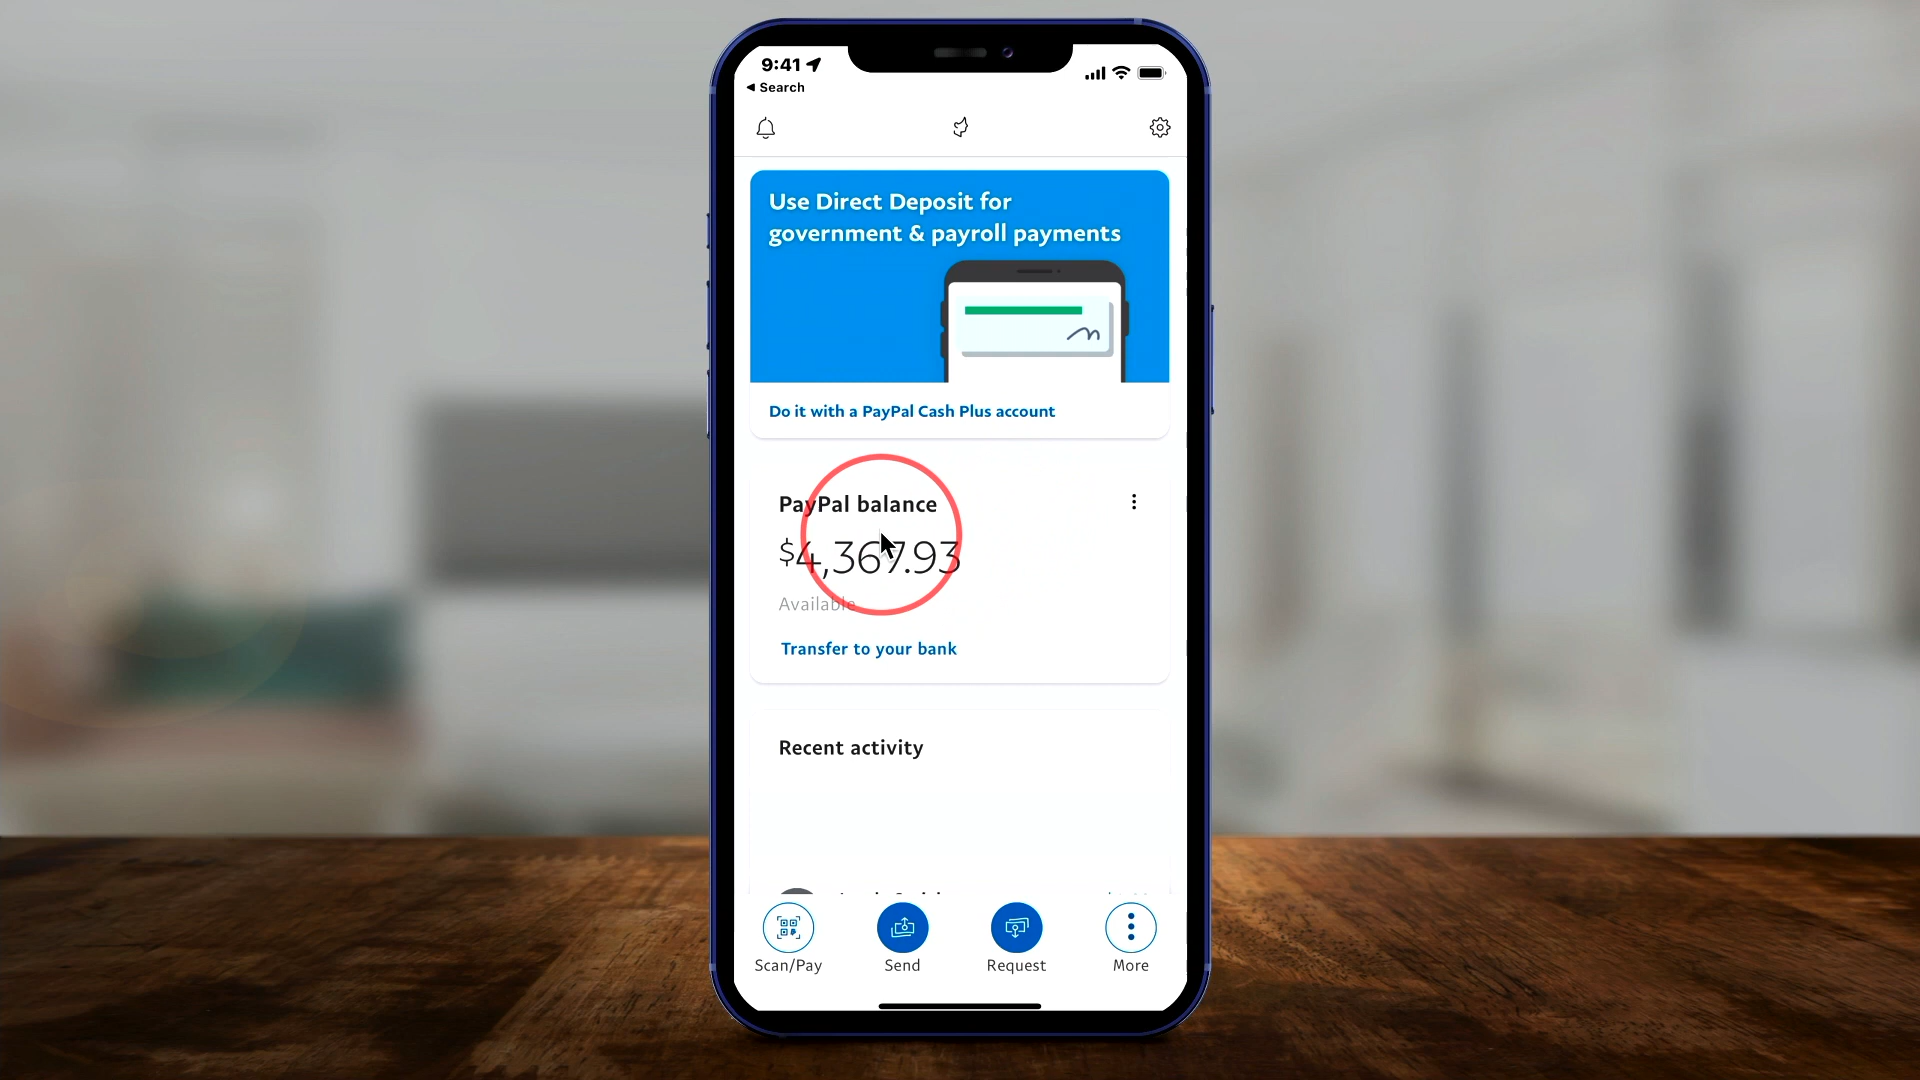 9:41
Search
Use Direct Deposit for
government & payroll payments
Do it with a PayPal Cash Plus account
PayPal balance
$4,367.93
Available
Transfer to your bank
Recent activity
Scan/Pay
Send
Request
More